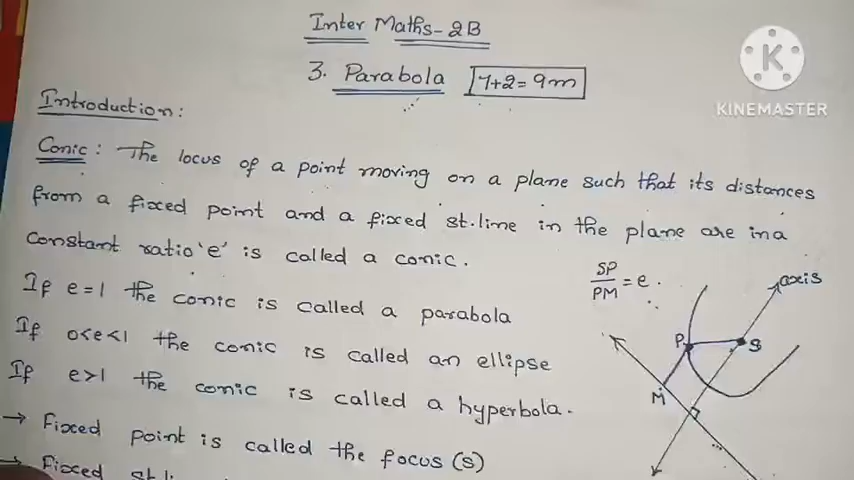 Inter Maths-2B
3. Parabola 7+2=9m
KINEMASTER
Introduction:
Conic: The locus of a point moving on a plane such that its distances
from a fixed point and a fixed st.line in the plane are in a
constant ratio 'e' is called a conic.
If e=1 the conic is called a parabola
If 0<e<1 the conic is called an ellipse
If e>1 the conic is called a hyperbola.
→ Fixed point is called the focus (s)
→ Fixed
SP/PM = e.
axis
P
S
M